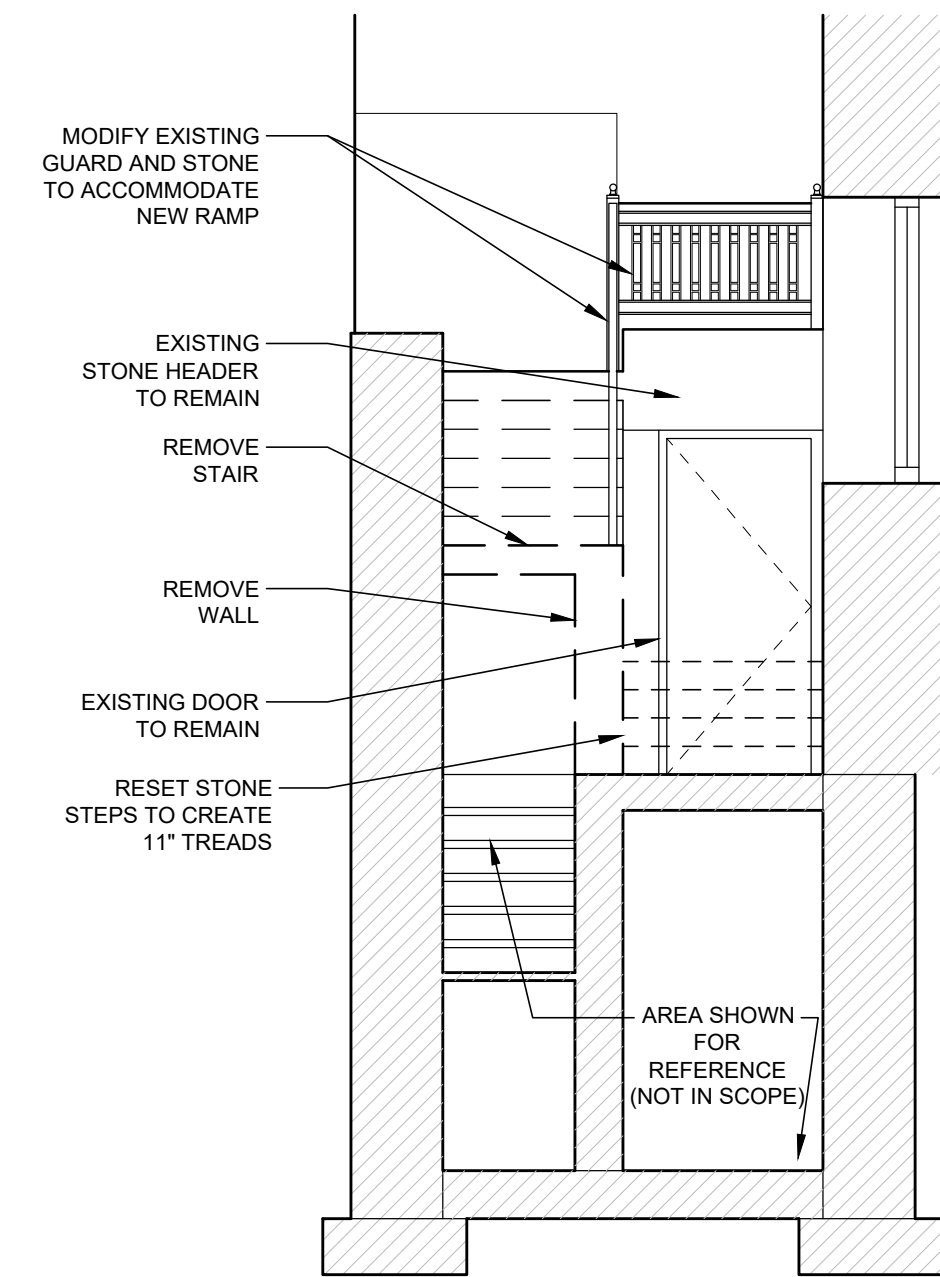 MODIFY EXISTING
GUARD AND STONE
TO ACCOMMODATE
NEW RAMP
EXISTING
STONE HEADER
TO REMAIN
REMOVE
STAIR
REMOVE
WALL
EXISTING DOOR
TO REMAIN
RESET STONE
STEPS TO CREATE
11" TREADS
AREA SHOWN
FOR
REFERENCE
(NOT IN SCOPE)